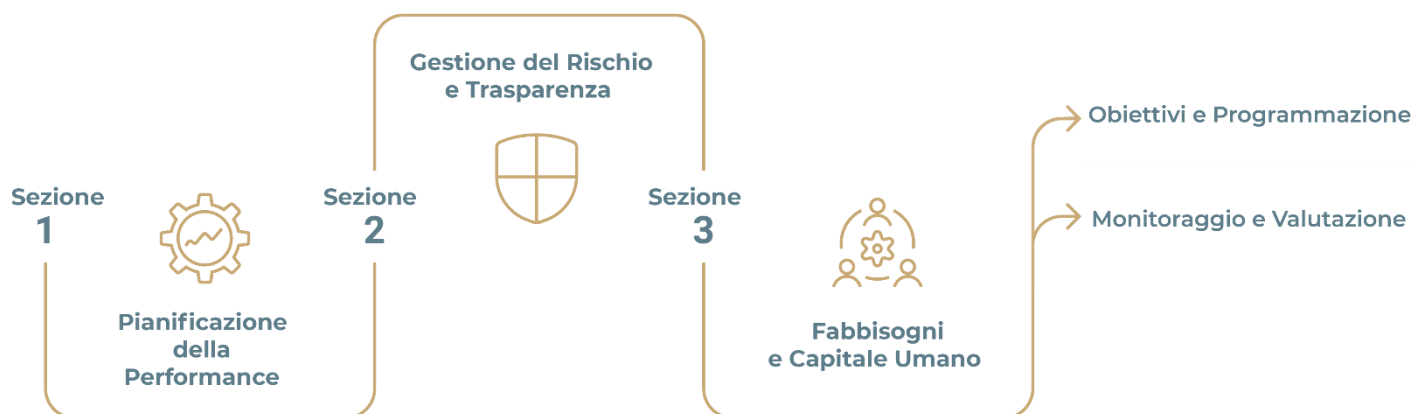 Sezione
1
Pianificazione
della
Performance
Sezione
2
Gestione del Rischio
e Trasparenza
Sezione
3
Fabbisogni
e Capitale Umano
Obiettivi e Programmazione
Monitoraggio e Valutazione